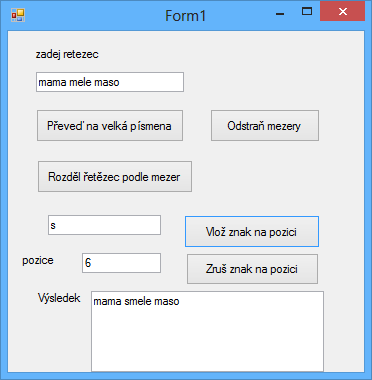 Form1
zadej retezec
mama mele maso
Převeď na velká písmena
Odstraň mezery
Rozděl řetězec podle mezer
s
Vlož znak na pozici
pozice
6
Zruš znak na pozici
Výsledek
mama smele maso